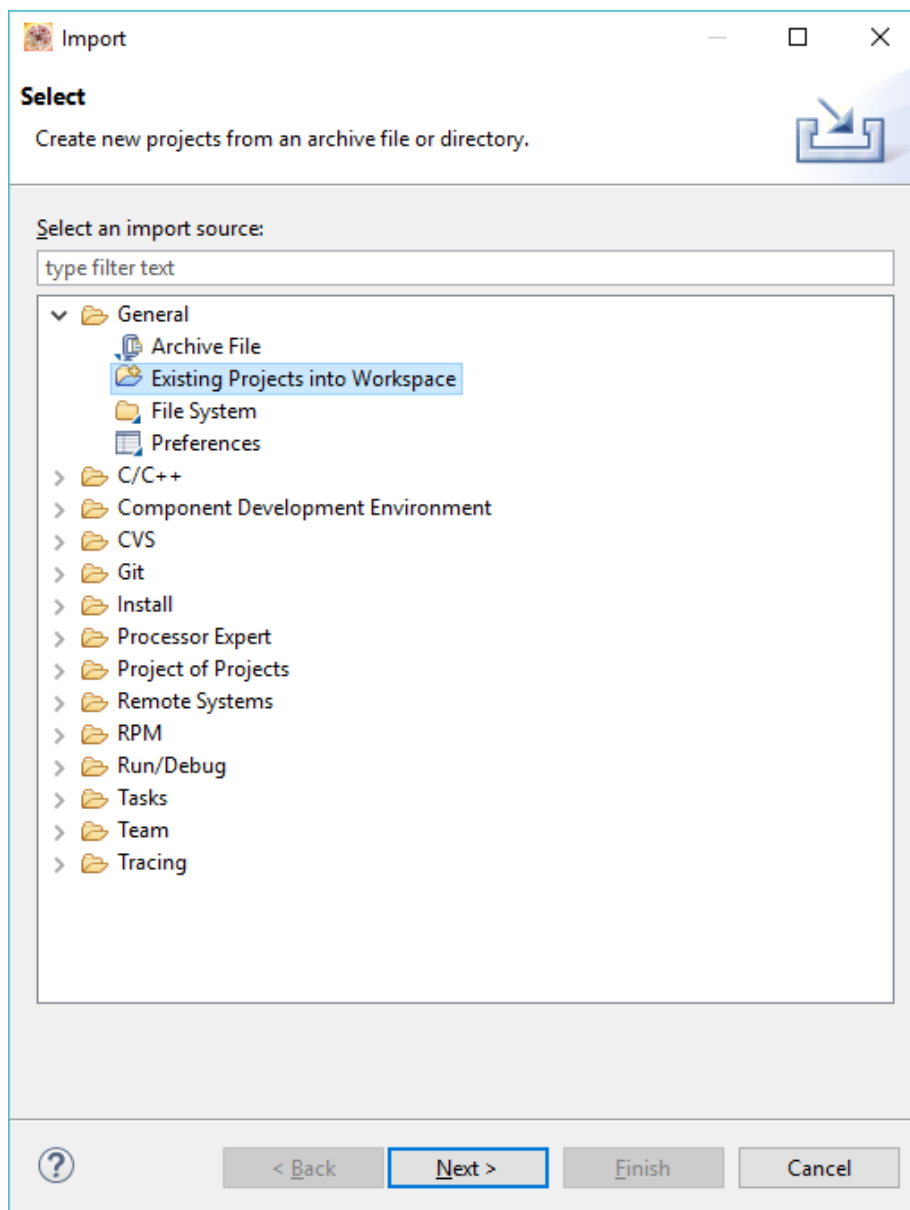 Import
Select
Create new projects from an archive file or directory.
Select an import source:
type filter text
General
Archive File
Existing Projects into Workspace
File System
Preferences
C/C++
Component Development Environment
CVS
Git
Install
Processor Expert
Project of Projects
Remote Systems
RPM
Run/Debug
Tasks
Team
Tracing
? < Back Next > Finish Cancel